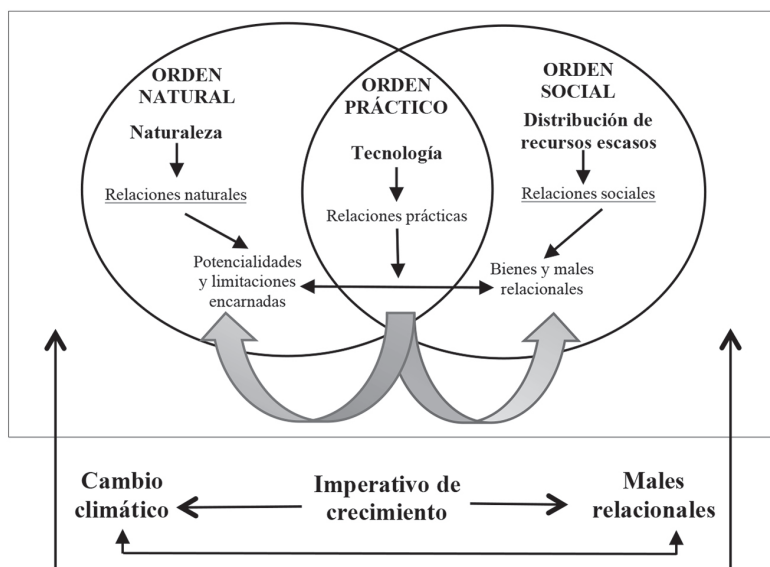 ORDEN
NATURAL
Naturaleza
Relaciones naturales
Potencialidades
y limitaciones
encarnadas
ORDEN
PRÁCTICO
Tecnología
Relaciones prácticas
ORDEN
SOCIAL
Distribución de
recursos escasos
Relaciones sociales
Bienes y males
relacionales
Cambio
climático
Imperativo de
crecimiento
Males
relacionales